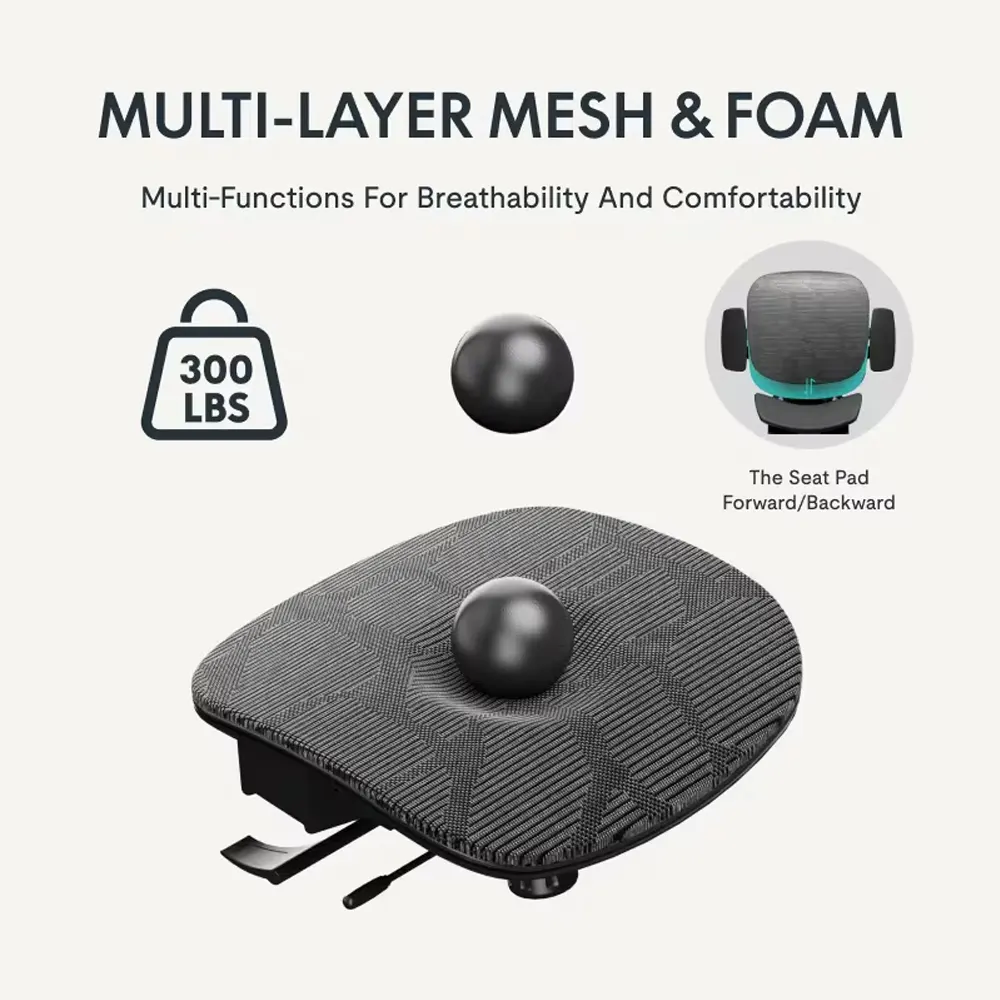 MULTI-LAYER MESH & FOAM
Multi-Functions For Breathability And Comfortability
300
LBS
The Seat Pad
Forward/Backward